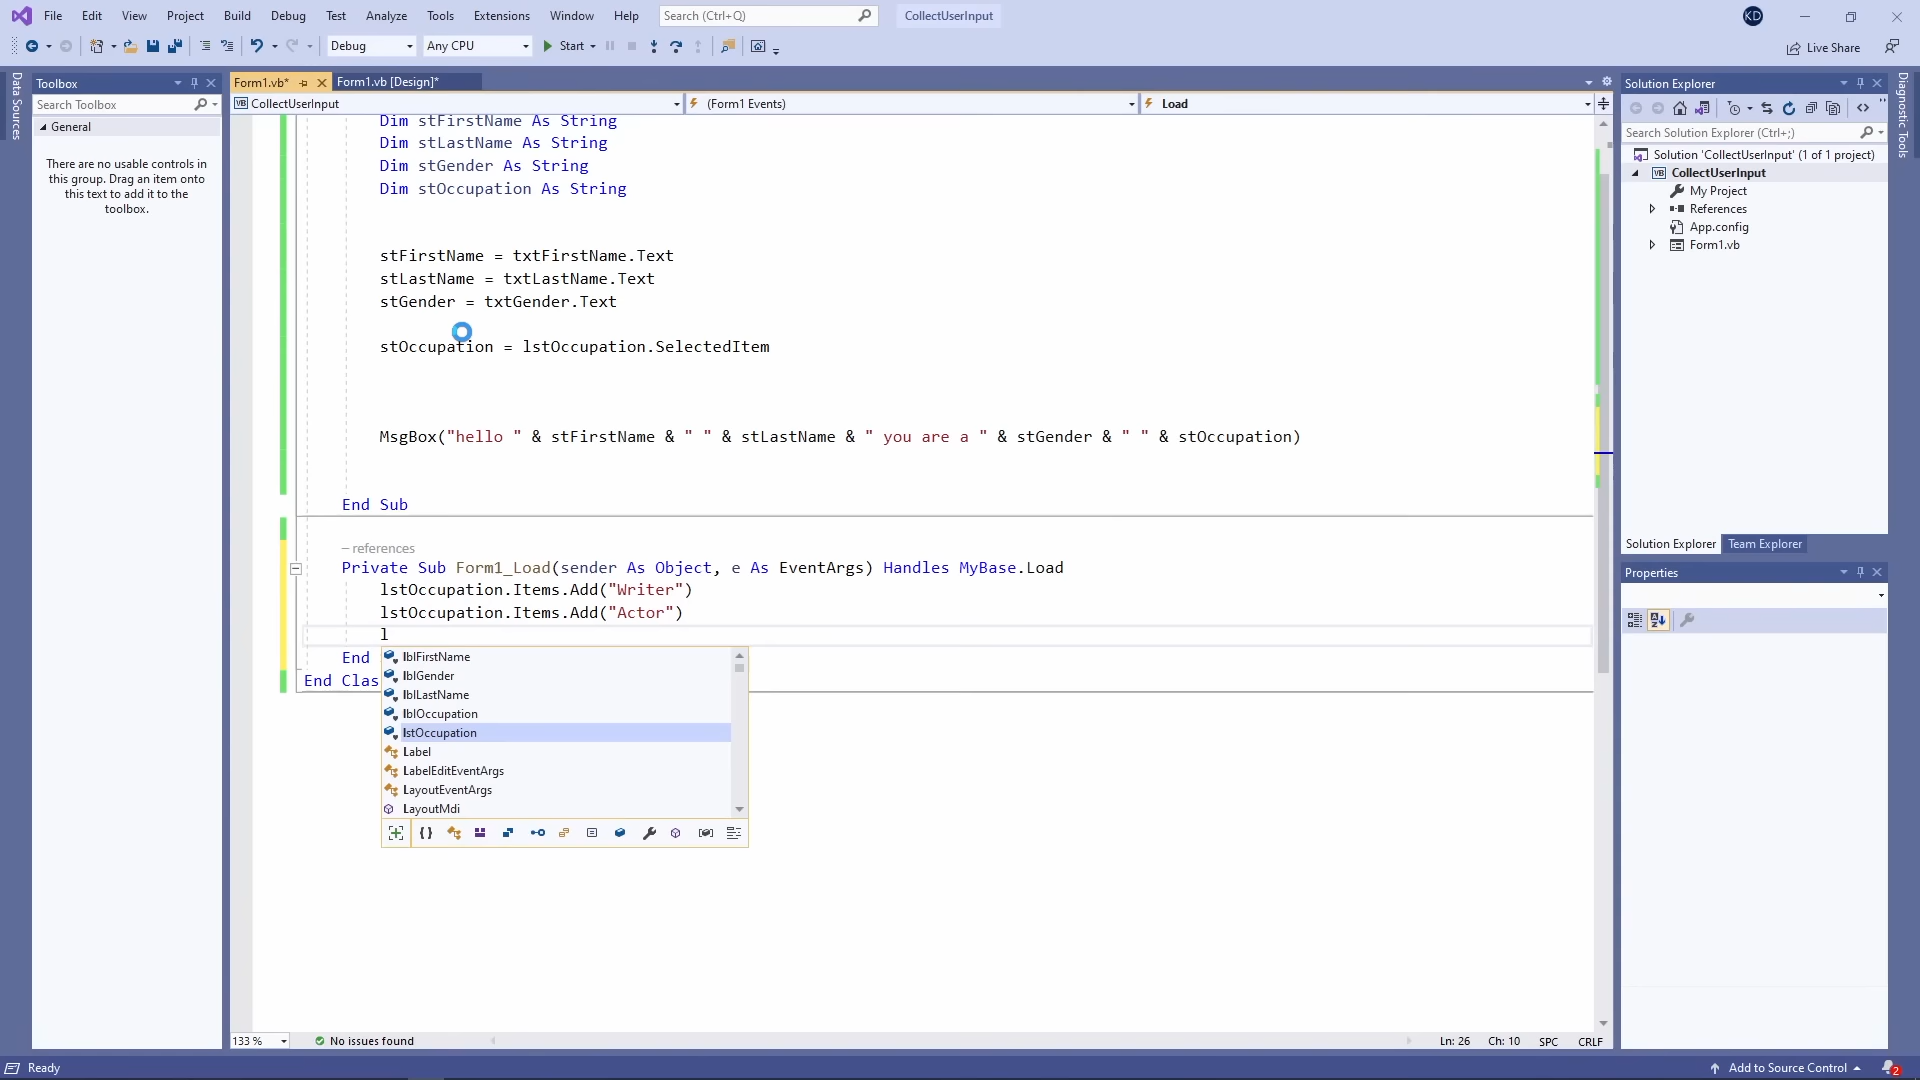 File Edit View Project Build Debug Test Analyze Tools Extensions Window Help Search (Ctrl+Q) CollectUserInput KD
Debug Any CPU Start Live Share
Data Sources
Toolbox
Search Toolbox
General
There are no usable controls in
this group. Drag an item onto
this text to add it to the
toolbox.
Form1.vb* Form1.vb [Design]*
CollectUserInput (Form1 Events) Load
Dim stFirstName As String
Dim stLastName As String
Dim stGender As String
Dim stOccupation As String
stFirstName = txtFirstName.Text
stLastName = txtLastName.Text
stGender = txtGender.Text
stOccupation = lstOccupation.SelectedItem
MsgBox("hello " & stFirstName & " " & stLastName & " you are a " & stGender & " " & stOccupation)
End Sub
– references
Private Sub Form1_Load(sender As Object, e As EventArgs) Handles MyBase.Load
lstOccupation.Items.Add("Writer")
lstOccupation.Items.Add("Actor")
l
End
End Clas
lblFirstName
lblGender
lblLastName
lblOccupation
lstOccupation
Label
LabelEditEventArgs
LayoutEventArgs
LayoutMdi
133 % No issues found Ln: 26 Ch: 10 SPC CRLF
Solution Explorer
Search Solution Explorer (Ctrl+;)
Solution 'CollectUserInput' (1 of 1 project)
VB CollectUserInput
My Project
References
App.config
Form1.vb
Solution Explorer Team Explorer
Properties
Diagnostic Tools
Ready Add to Source Control 2